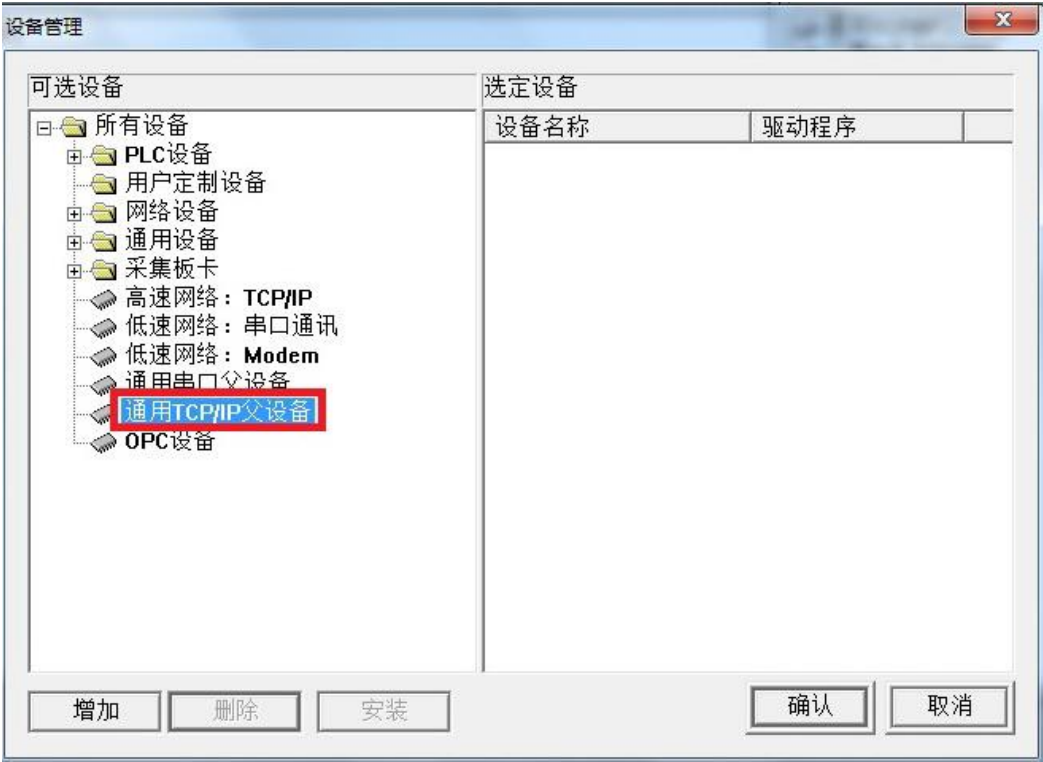 设备管理
可选设备
选定设备
所有设备
PLC设备
用户定制设备
网络设备
通用设备
采集板卡
高速网络：TCP/IP
低速网络：串口通讯
低速网络：Modem
通用串口父设备
通用TCP/IP父设备
OPC设备
设备名称
驱动程序
增加
删除
安装
确认
取消